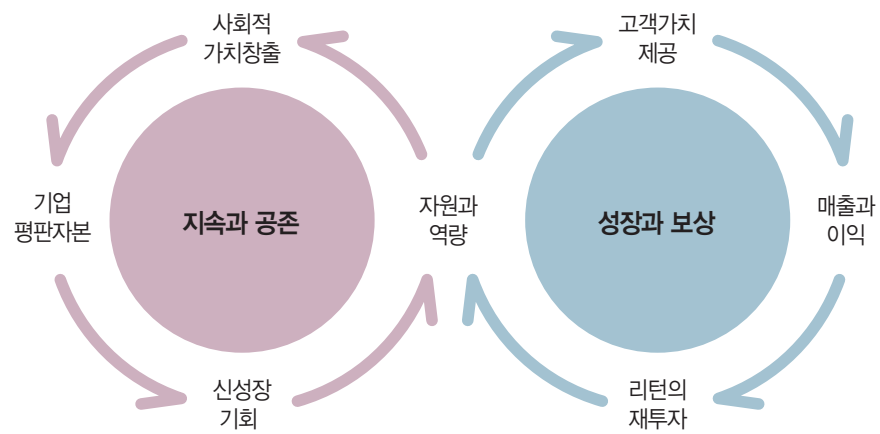 사회적
가치창출
고객가치
제공
기업
평판자본
지속과 공존
자원과
역량
성장과 보상
매출과
이익
신성장
기회
리턴의
재투자